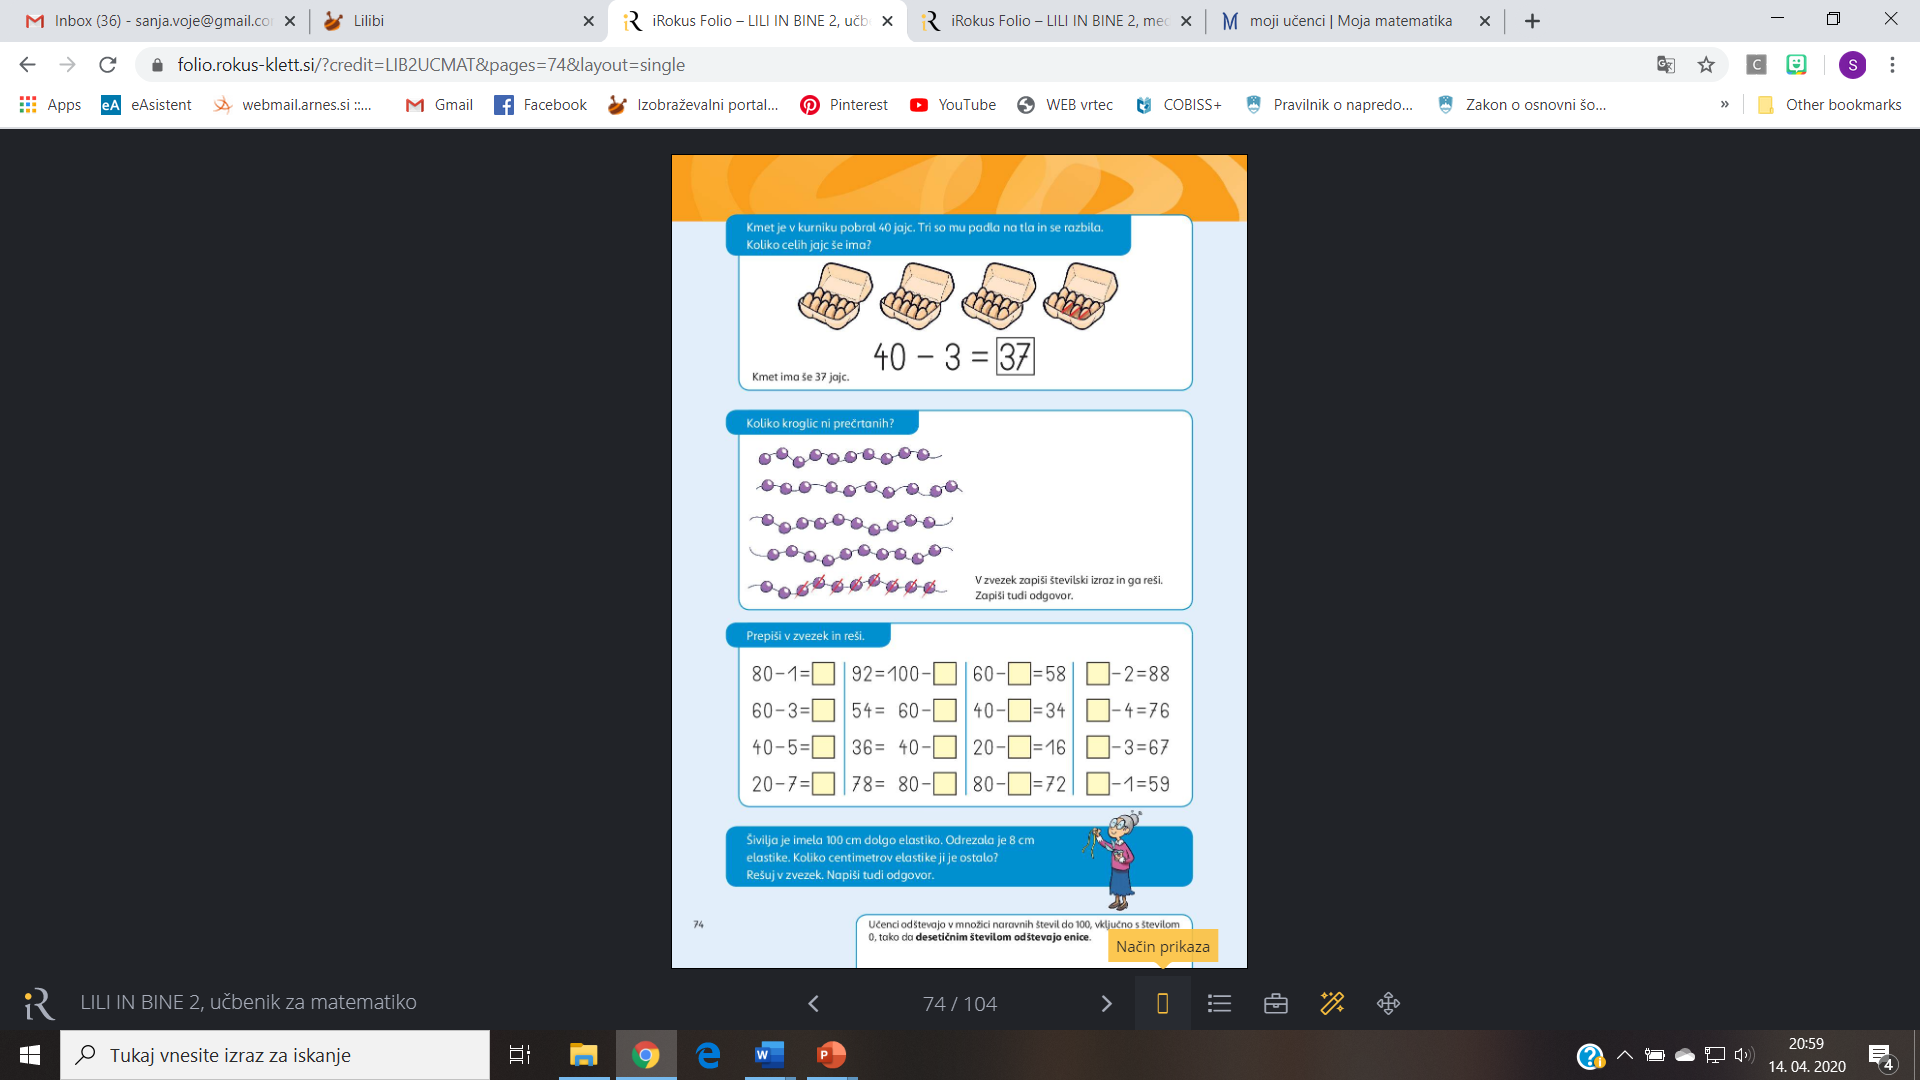 Inbox (36) - sanja.voje@gmail.co
Lilibi
iRokus Folio – LILI IN BINE 2, učb
iRokus Folio – LILI IN BINE 2, med
moji učenci | Moja matematika
folio.rokus-klett.si/?credit=LIB2UCMAT&pages=74&layout=single
C
S
Apps
eA eAsistent
webmail.arnes.si ::...
Gmail
Facebook
Izobraževalni portal...
Pinterest
YouTube
WEB vrtec
COBISS+
Pravilnik o napredo...
Zakon o osnovni šo...
»
Other bookmarks
Kmet je v kurniku pobral 40 jajc. Tri so mu padla na tla in se razbila.
Koliko celih jajc še ima?
40 - 3 = 37
Kmet ima še 37 jajc.
Koliko kroglic ni prečrtanih?
V zvezek zapiši številski izraz in ga reši.
Zapiši tudi odgovor.
Prepiši v zvezek in reši.
80-1= 92=100- 60- =58 -2=88
60-3= 54= 60- 40- =34 -4=76
40-5= 36= 40- 20- =16 -3=67
20-7= 78= 80- 80- =72 -1=59
Šivilja je imela 100 cm dolgo elastiko. Odrezala je 8 cm
elastike. Koliko centimetrov elastike ji je ostalo?
Rešuj v zvezek. Napiši tudi odgovor.
74
Učenci odštevajo v množici naravnih števil do 100, vključno s številom
0, tako da desetičnim številom odštevajo enice.
Način prikaza
iR LILI IN BINE 2, učbenik za matematiko
74 / 104
Tukaj vnesite izraz za iskanje
20:59
14. 04. 2020
4